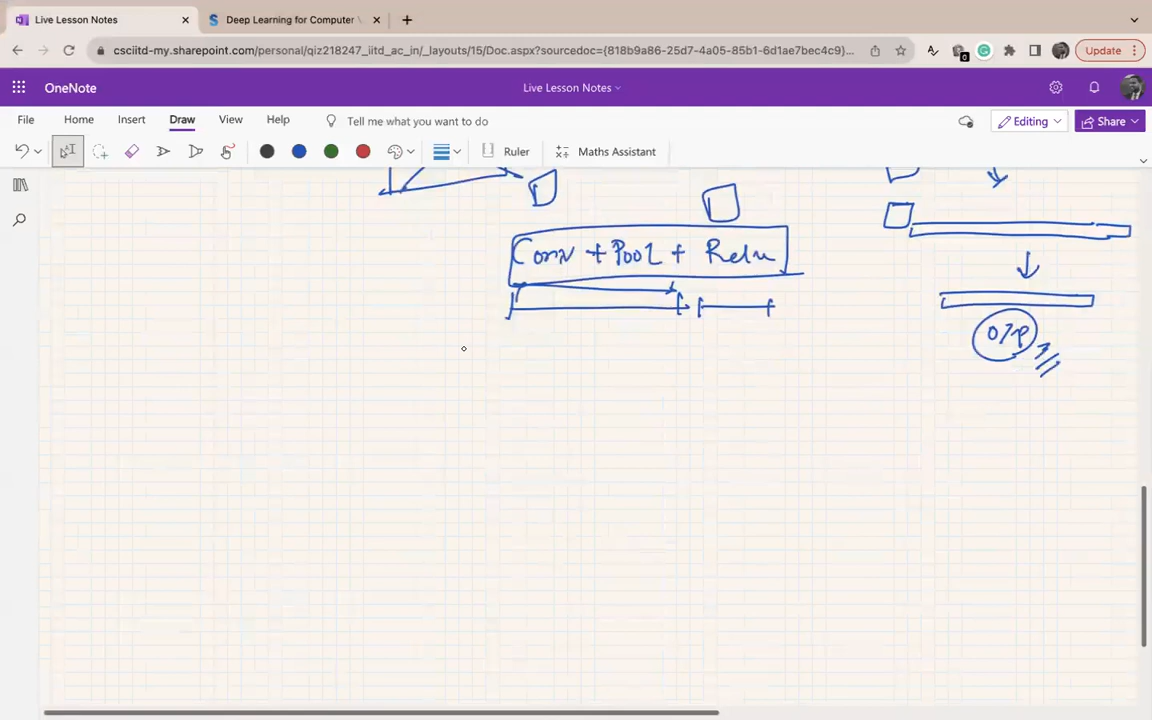 Live Lesson Notes
Deep Learning for Computer
csciitd-my.sharepoint.com/personal/qiz218247_iitd_ac_in/_layouts/15/Doc.aspx?sourcedoc={818b9a86-25d7-4a05-85b1-6d1ae7bec4c9}...
0
Update
OneNote
Live Lesson Notes
File Home Insert Draw View Help Tell me what you want to do
Editing
Share
Ruler
Maths Assistant
Conv + Pool + Relu
O/P